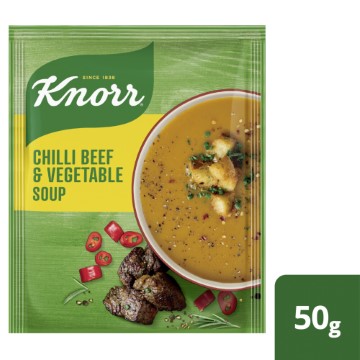 SINCE 1838
Knorr
CHILLI BEEF
& VEGETABLE
SOUP
50g